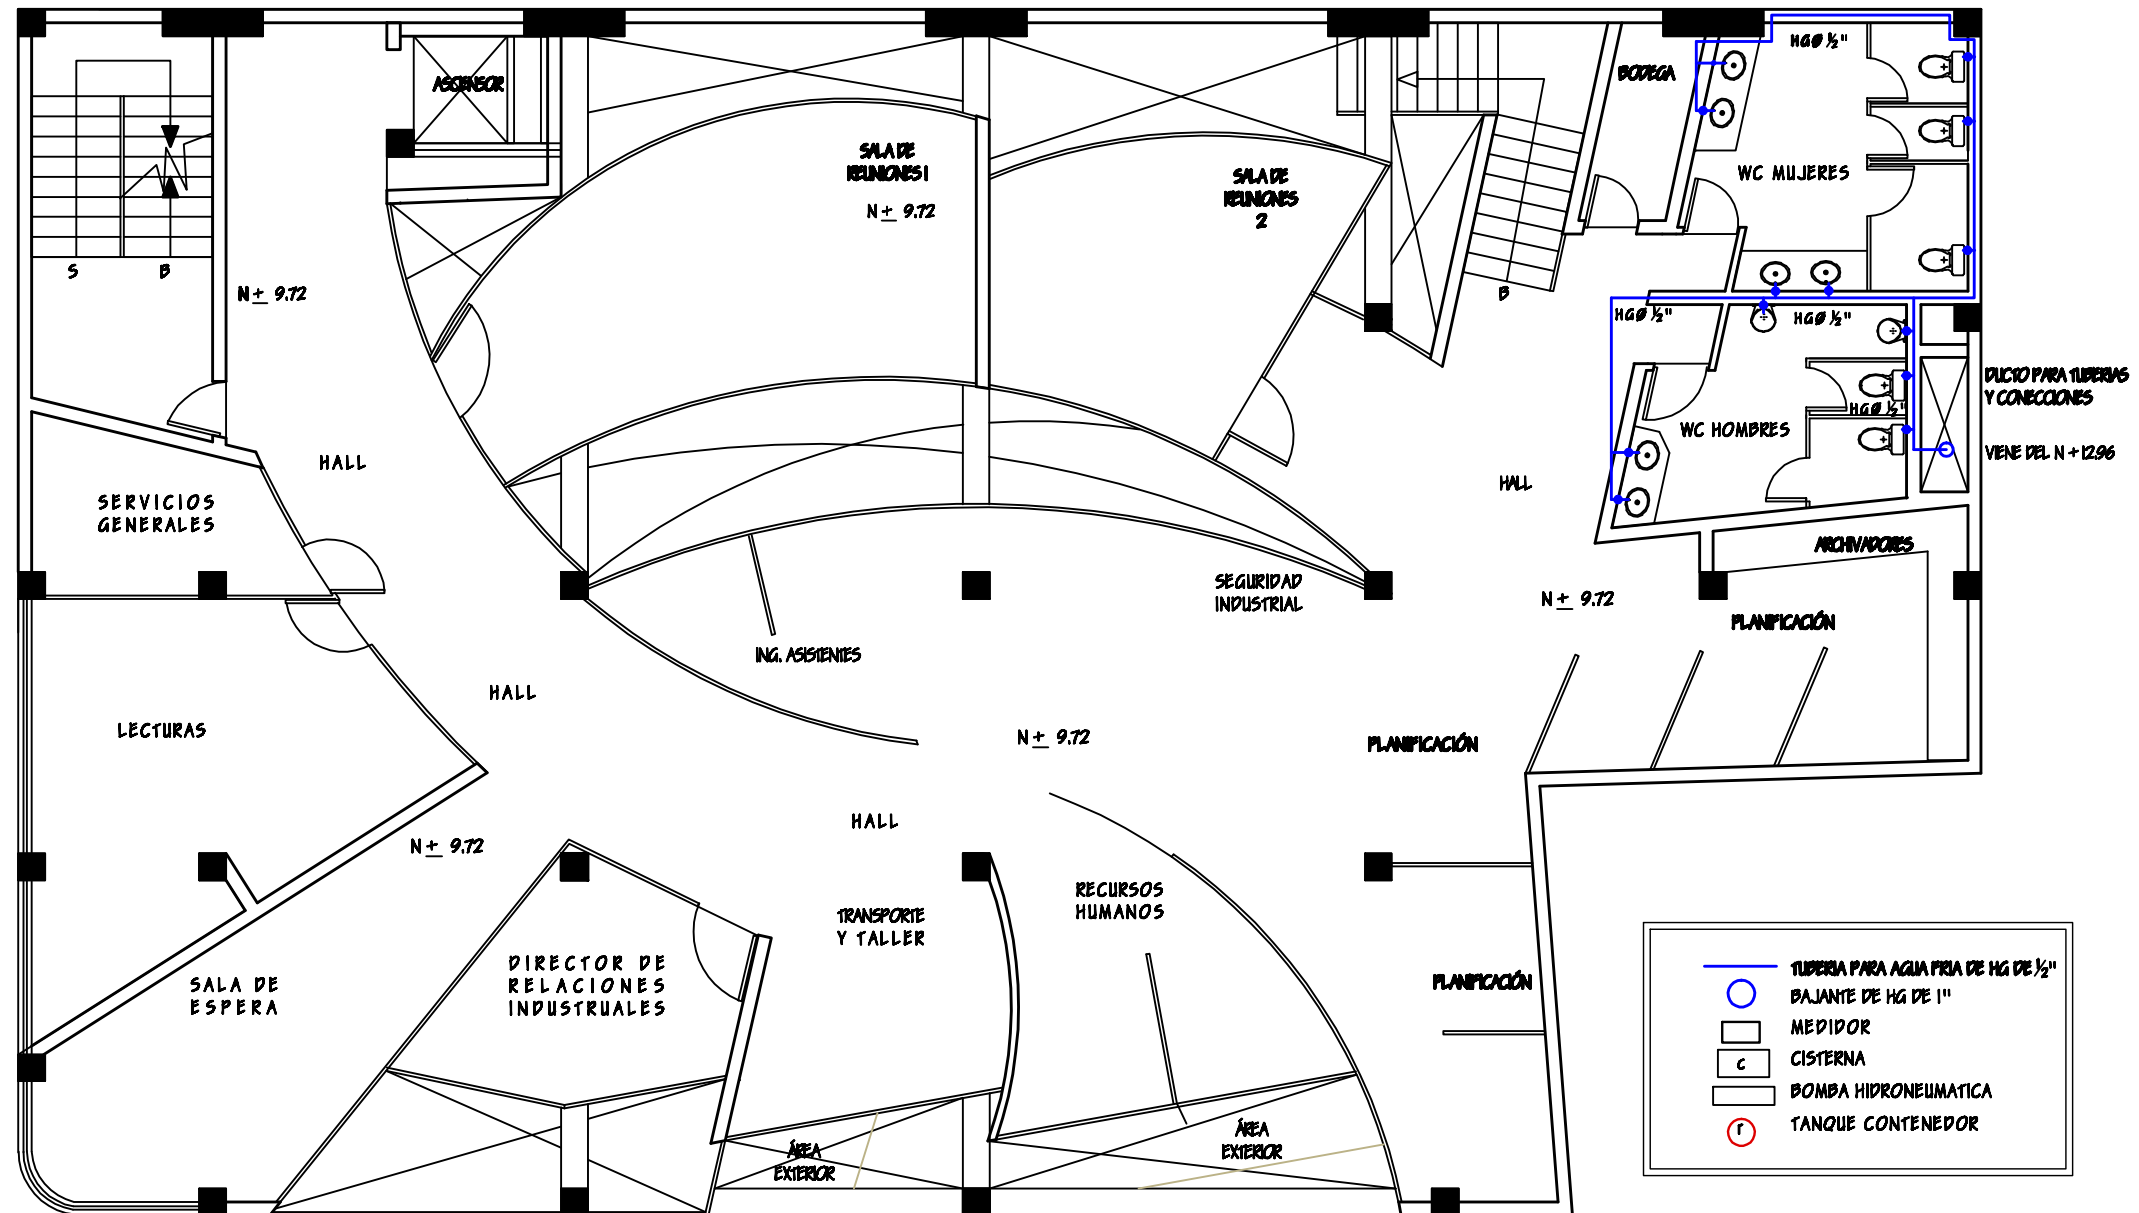 HGØ ½"
BODEGA
ASCENSOR
SALA DE
REUNIONES 1
N ± 9.72
SALA DE
REUNIONES
2
WC MUJERES
S
B
N ± 9.72
B
HGØ ½"
HGØ ½"
DUCTO PARA TUBERIAS
Y CONECCIONES
HGØ ½"
WC HOMBRES
VIENE DEL N + 12.96
HALL
HALL
SERVICIOS
GENERALES
ARCHIVADORES
SEGURIDAD
INDUSTRIAL
N ± 9.72
PLANIFICACIÓN
ING. ASISTENTES
HALL
LECTURAS
N ± 9.72
PLANIFICACIÓN
HALL
N ± 9.72
RECURSOS
HUMANOS
TRANSPORTE
Y TALLER
DIRECTOR DE
RELACIONES
INDUSTRUALES
SALA DE
ESPERA
PLANIFICACIÓN
TUBERIA PARA AGUA FRIA DE HG DE ½"
BAJANTE DE HG DE 1"
MEDIDOR
C CISTERNA
BOMBA HIDRONEUMATICA
T TANQUE CONTENEDOR
ÁREA
EXTERIOR
ÁREA
EXTERIOR